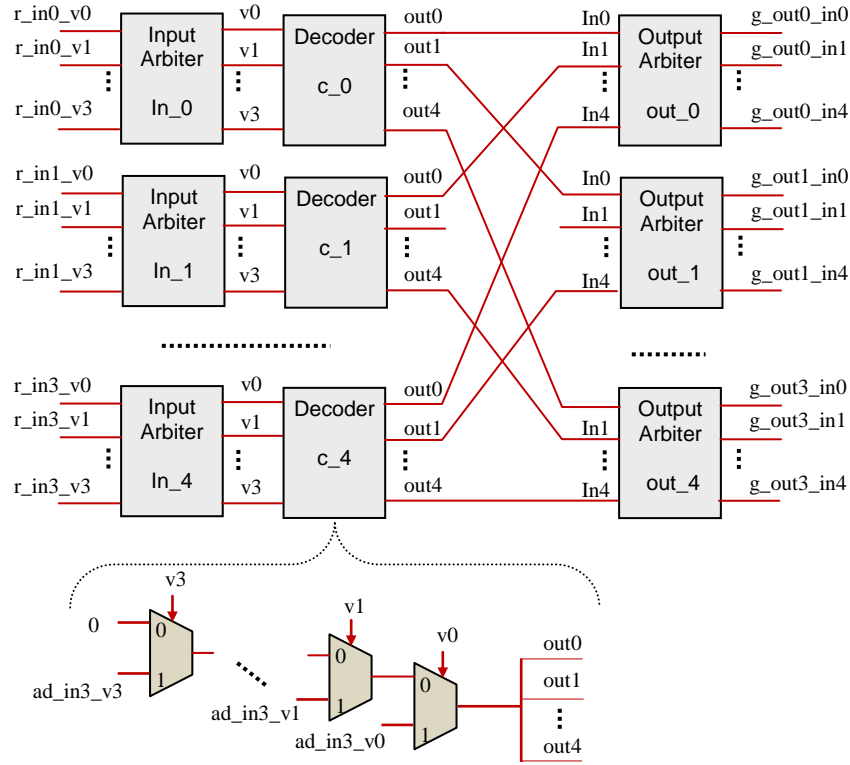 r_in0_v0 v0 out0 In0 g_out0_in0
r_in0_v1 Input Arbiter In_0 v1 Decoder c_0 out1 In1 Output Arbiter out_0 g_out0_in1
r_in0_v3 v3 out4 In4 g_out0_in4
r_in1_v0 v0 out0 In0 g_out1_in0
r_in1_v1 Input Arbiter In_1 v1 Decoder c_1 out1 In1 Output Arbiter out_1 g_out1_in1
r_in1_v3 v3 out4 In4 g_out1_in4
r_in3_v0 v0 out0 g_out3_in0
r_in3_v1 Input Arbiter In_4 v1 Decoder c_4 out1 In1 Output Arbiter out_4 g_out3_in1
r_in3_v3 v3 out4 In4 g_out3_in4
v3 v1 v0
0 0 0 0 out0
ad_in3_v3 1 ad_in3_v1 1 ad_in3_v0 1 out1
out4